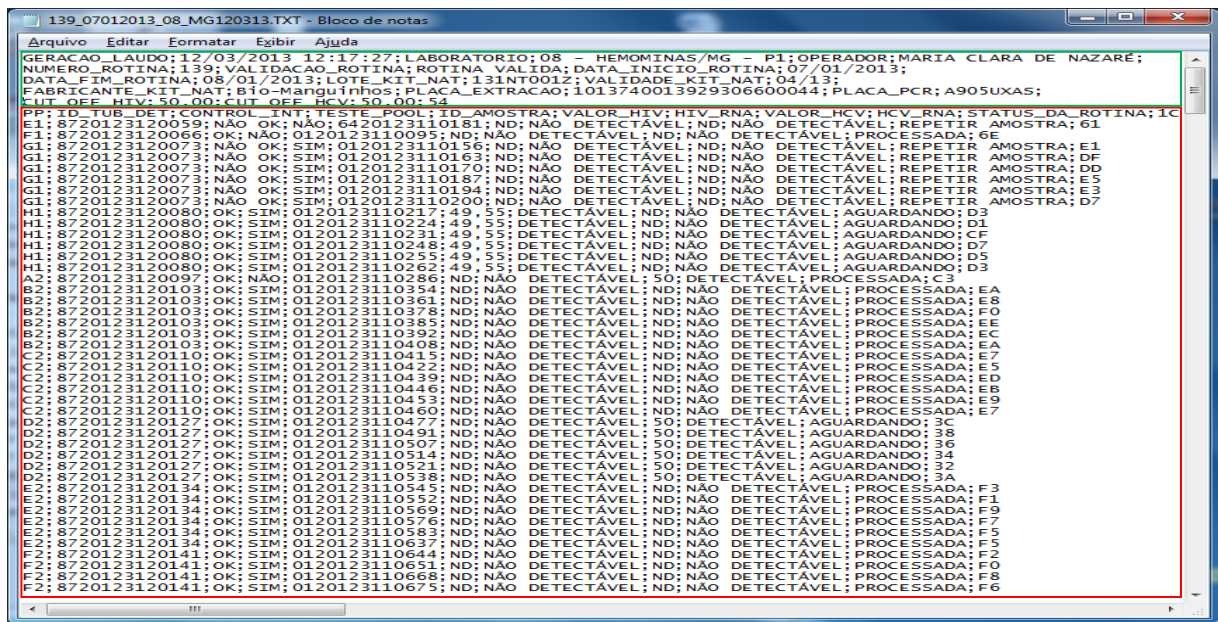 139_07012013_08_MG120313.TXT - Bloco de notas
Arquivo Editar Formatar Exibir Ajuda
GERACAO_LAUDO;12/03/2013 12:17:27;LABORATORIO;08 - HEMOMINAS/MG - P1;OPERADOR;MARIA CLARA DE NAZARÉ;
NUMERO_ROTINA;139;VALIDACAO_ROTINA;ROTINA VALIDA;DATA_INICIO_ROTINA;07/01/2013;
DATA_FIM_ROTINA;08/01/2013;LOTE_KIT_NAT;131NT001Z;VALIDADE_KIT_NAT;04/13;
FABRICANTE_KIT_NAT;Bio-Manguinhos;PLACA_EXTRACAO;1013740013929306600044;PLACA_PCR;A905UXAS;
CUT_OFF_HIV;50,00;CUT_OFF_HCV;50,00;54
PP;ID_TUB_DET;CONTROL_INT;TESTE_POOL;ID_AMOSTRA;VALOR_HIV;HIV_RNA;VALOR_HCV;HCV_RNA;STATUS_DA_ROTINA;1C
E1;8720123120059;NÃO OK;NÃO;6420123110181;ND;NÃO DETECTÁVEL;ND;NÃO DETECTÁVEL;REPETIR AMOSTRA;61
F1;8720123120066;OK;NÃO;0120123110095;ND;NÃO DETECTÁVEL;ND;NÃO DETECTÁVEL;PROCESSADA;6E
G1;8720123120073;NÃO OK;SIM;0120123110156;ND;NÃO DETECTÁVEL;ND;NÃO DETECTÁVEL;REPETIR AMOSTRA;E1
G1;8720123120073;NÃO OK;SIM;0120123110163;ND;NÃO DETECTÁVEL;ND;NÃO DETECTÁVEL;REPETIR AMOSTRA;DF
G1;8720123120073;NÃO OK;SIM;0120123110170;ND;NÃO DETECTÁVEL;ND;NÃO DETECTÁVEL;REPETIR AMOSTRA;DD
G1;8720123120073;NÃO OK;SIM;0120123110187;ND;NÃO DETECTÁVEL;ND;NÃO DETECTÁVEL;REPETIR AMOSTRA;E5
G1;8720123120073;NÃO OK;SIM;0120123110194;ND;NÃO DETECTÁVEL;ND;NÃO DETECTÁVEL;REPETIR AMOSTRA;E3
G1;8720123120073;NÃO OK;SIM;0120123110200;ND;NÃO DETECTÁVEL;ND;NÃO DETECTÁVEL;REPETIR AMOSTRA;D7
H1;8720123120080;OK;SIM;0120123110217;49,55;DETECTÁVEL;ND;NÃO DETECTÁVEL;AGUARDANDO;D3
H1;8720123120080;OK;SIM;0120123110224;49,55;DETECTÁVEL;ND;NÃO DETECTÁVEL;AGUARDANDO;D1
H1;8720123120080;OK;SIM;0120123110231;49,55;DETECTÁVEL;ND;NÃO DETECTÁVEL;AGUARDANDO;CF
H1;8720123120080;OK;SIM;0120123110248;49,55;DETECTÁVEL;ND;NÃO DETECTÁVEL;AGUARDANDO;D7
H1;8720123120080;OK;SIM;0120123110255;49,55;DETECTÁVEL;ND;NÃO DETECTÁVEL;AGUARDANDO;D5
H1;8720123120080;OK;SIM;0120123110262;49,55;DETECTÁVEL;ND;NÃO DETECTÁVEL;AGUARDANDO;D3
A2;8720123120097;OK;NÃO;0120123110286;ND;NÃO DETECTÁVEL;50;DETECTÁVEL;PROCESSADA;C3
B2;8720123120103;OK;SIM;0120123110354;ND;NÃO DETECTÁVEL;ND;NÃO DETECTÁVEL;PROCESSADA;EA
B2;8720123120103;OK;SIM;0120123110361;ND;NÃO DETECTÁVEL;ND;NÃO DETECTÁVEL;PROCESSADA;E8
B2;8720123120103;OK;SIM;0120123110378;ND;NÃO DETECTÁVEL;ND;NÃO DETECTÁVEL;PROCESSADA;F0
B2;8720123120103;OK;SIM;0120123110385;ND;NÃO DETECTÁVEL;ND;NÃO DETECTÁVEL;PROCESSADA;EE
B2;8720123120103;OK;SIM;0120123110392;ND;NÃO DETECTÁVEL;ND;NÃO DETECTÁVEL;PROCESSADA;EC
B2;8720123120103;OK;SIM;0120123110408;ND;NÃO DETECTÁVEL;ND;NÃO DETECTÁVEL;PROCESSADA;EA
C2;8720123120110;OK;SIM;0120123110415;ND;NÃO DETECTÁVEL;ND;NÃO DETECTÁVEL;PROCESSADA;E7
C2;8720123120110;OK;SIM;0120123110422;ND;NÃO DETECTÁVEL;ND;NÃO DETECTÁVEL;PROCESSADA;E5
C2;8720123120110;OK;SIM;0120123110439;ND;NÃO DETECTÁVEL;ND;NÃO DETECTÁVEL;PROCESSADA;ED
C2;8720123120110;OK;SIM;0120123110446;ND;NÃO DETECTÁVEL;ND;NÃO DETECTÁVEL;PROCESSADA;EB
C2;8720123120110;OK;SIM;0120123110453;ND;NÃO DETECTÁVEL;ND;NÃO DETECTÁVEL;PROCESSADA;E9
C2;8720123120110;OK;SIM;0120123110460;ND;NÃO DETECTÁVEL;ND;NÃO DETECTÁVEL;PROCESSADA;E7
D2;8720123120127;OK;SIM;0120123110477;ND;NÃO DETECTÁVEL;50;DETECTÁVEL;AGUARDANDO;3C
D2;8720123120127;OK;SIM;0120123110491;ND;NÃO DETECTÁVEL;50;DETECTÁVEL;AGUARDANDO;38
D2;8720123120127;OK;SIM;0120123110507;ND;NÃO DETECTÁVEL;50;DETECTÁVEL;AGUARDANDO;36
D2;8720123120127;OK;SIM;0120123110514;ND;NÃO DETECTÁVEL;50;DETECTÁVEL;AGUARDANDO;34
D2;8720123120127;OK;SIM;0120123110521;ND;NÃO DETECTÁVEL;50;DETECTÁVEL;AGUARDANDO;32
D2;8720123120127;OK;SIM;0120123110538;ND;NÃO DETECTÁVEL;50;DETECTÁVEL;AGUARDANDO;3A
E2;8720123120134;OK;SIM;0120123110545;ND;NÃO DETECTÁVEL;ND;NÃO DETECTÁVEL;PROCESSADA;F3
E2;8720123120134;OK;SIM;0120123110552;ND;NÃO DETECTÁVEL;ND;NÃO DETECTÁVEL;PROCESSADA;F1
E2;8720123120134;OK;SIM;0120123110569;ND;NÃO DETECTÁVEL;ND;NÃO DETECTÁVEL;PROCESSADA;F9
E2;8720123120134;OK;SIM;0120123110576;ND;NÃO DETECTÁVEL;ND;NÃO DETECTÁVEL;PROCESSADA;F7
E2;8720123120134;OK;SIM;0120123110583;ND;NÃO DETECTÁVEL;ND;NÃO DETECTÁVEL;PROCESSADA;F5
E2;8720123120134;OK;SIM;0120123110637;ND;NÃO DETECTÁVEL;ND;NÃO DETECTÁVEL;PROCESSADA;F5
F2;8720123120141;OK;SIM;0120123110644;ND;NÃO DETECTÁVEL;ND;NÃO DETECTÁVEL;PROCESSADA;F2
F2;8720123120141;OK;SIM;0120123110651;ND;NÃO DETECTÁVEL;ND;NÃO DETECTÁVEL;PROCESSADA;F0
F2;8720123120141;OK;SIM;0120123110668;ND;NÃO DETECTÁVEL;ND;NÃO DETECTÁVEL;PROCESSADA;F8
F2;8720123120141;OK;SIM;0120123110675;ND;NÃO DETECTÁVEL;ND;NÃO DETECTÁVEL;PROCESSADA;F6